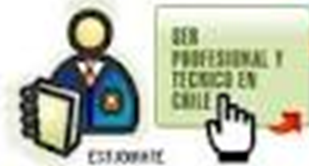 ESTUDIANTE
SER
PROFESIONAL Y
TECNICO EN
CHILE